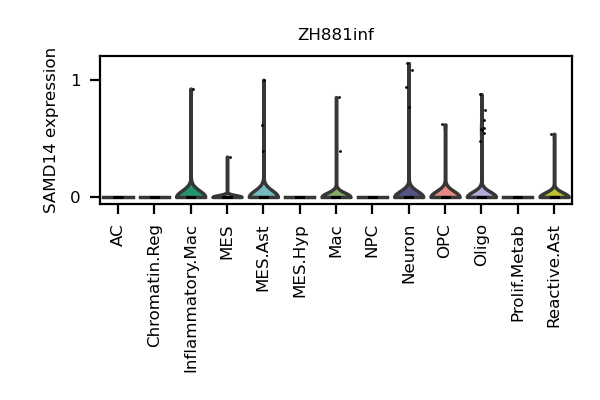 ZH881inf
SAMD14 expression
1
0
AC
Chromatin.Reg
Inflammatory.Mac
MES
MES.Ast
MES.Hyp
Mac
NPC
Neuron
OPC
Oligo
Prolif.Metab
Reactive.Ast